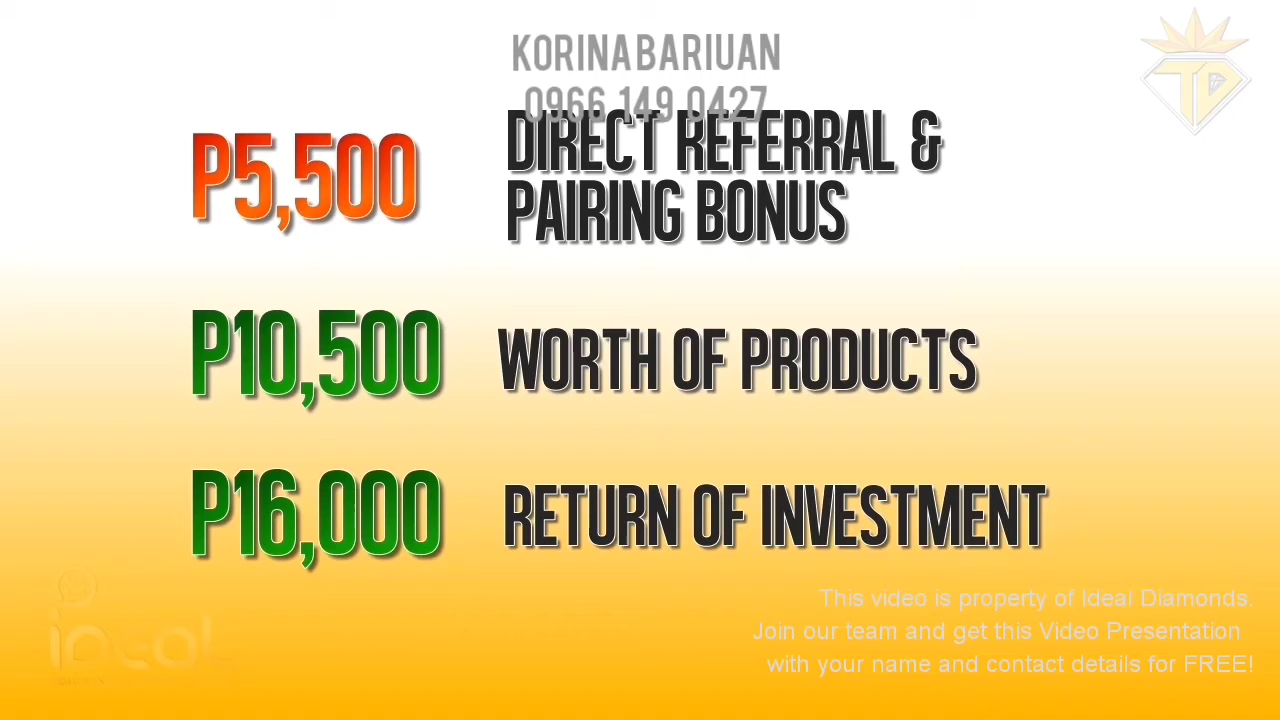 KORINA BARIUAN
0966 149 0427
P5,500 DIRECT REFERRAL &
PAIRING BONUS
P10,500 WORTH OF PRODUCTS
P16,000 RETURN OF INVESTMENT
This video is property of Ideal Diamonds.
Join our team and get this Video Presentation
with your name and contact details for FREE!
ideal